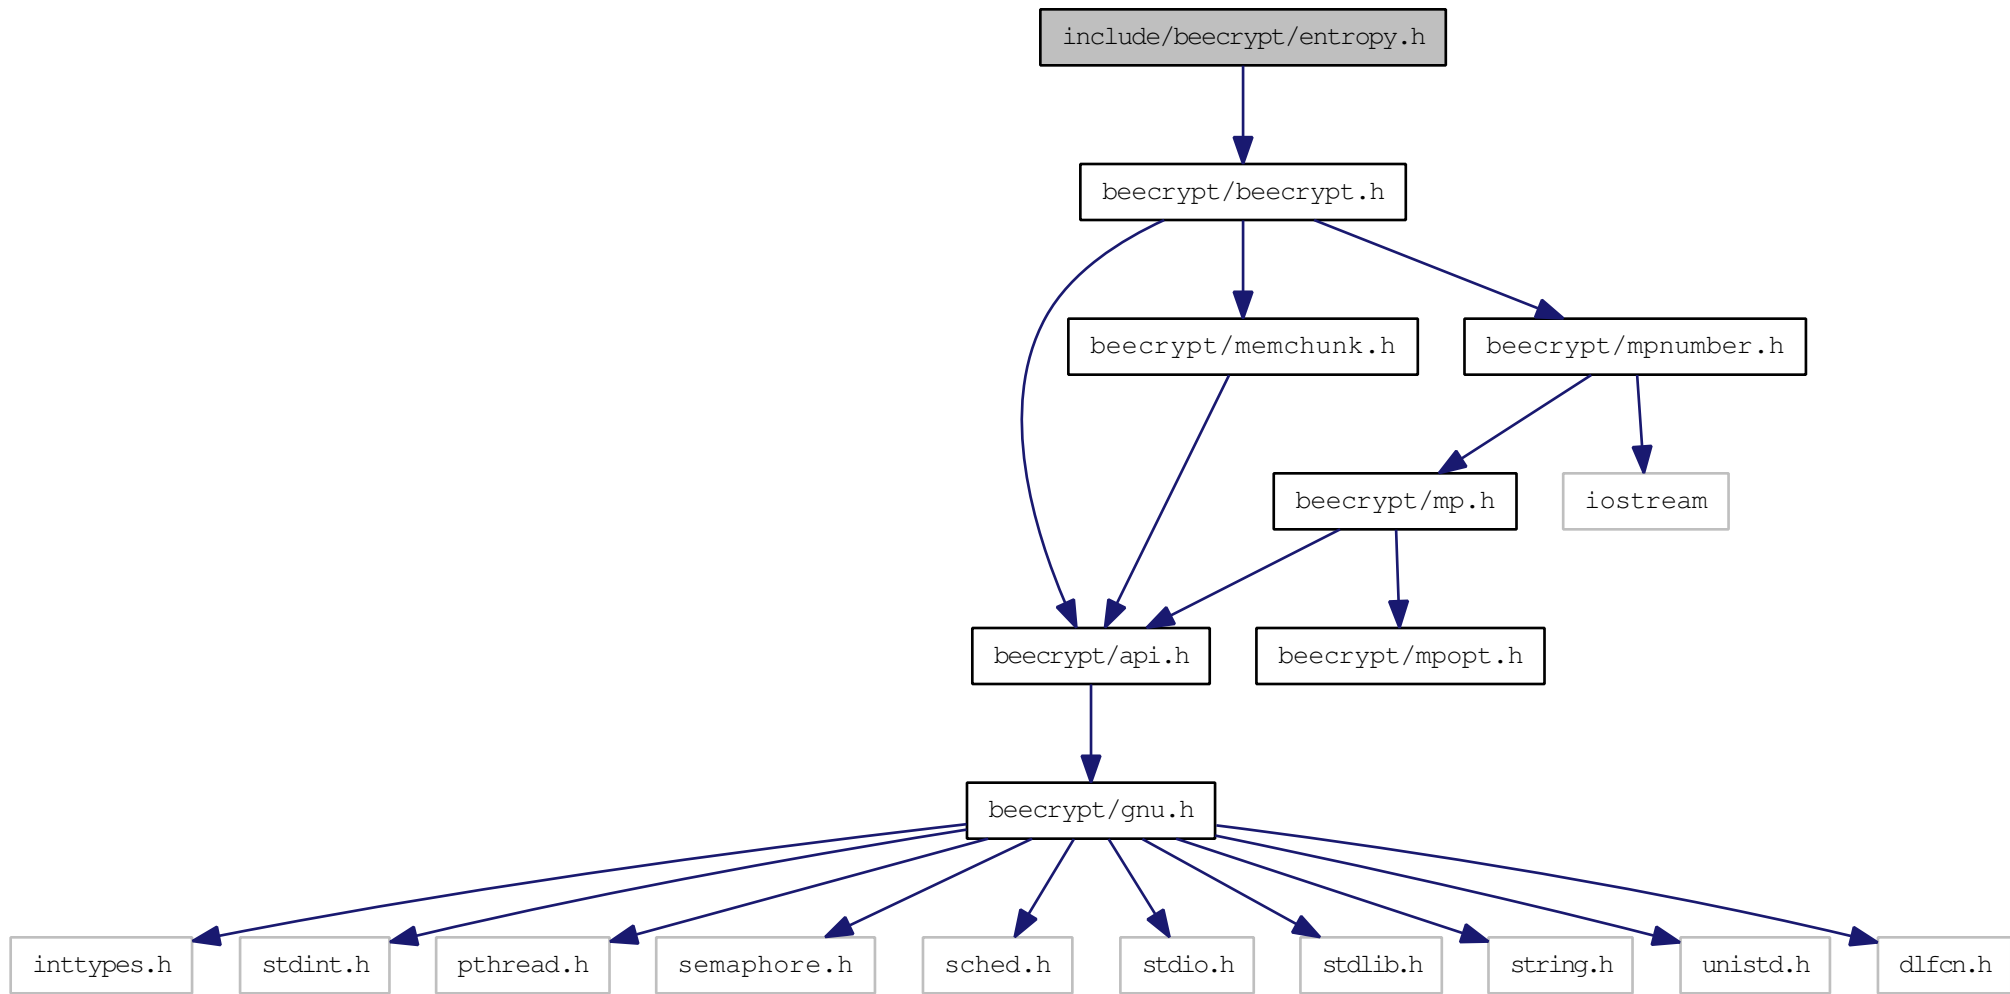 include/beecrypt/entropy.h
beecrypt/beecrypt.h
beecrypt/memchunk.h
beecrypt/mpnumber.h
beecrypt/mp.h
iostream
beecrypt/api.h
beecrypt/mpopt.h
beecrypt/gnu.h
inttypes.h
stdint.h
pthread.h
semaphore.h
sched.h
stdio.h
stdlib.h
string.h
unistd.h
dlfcn.h